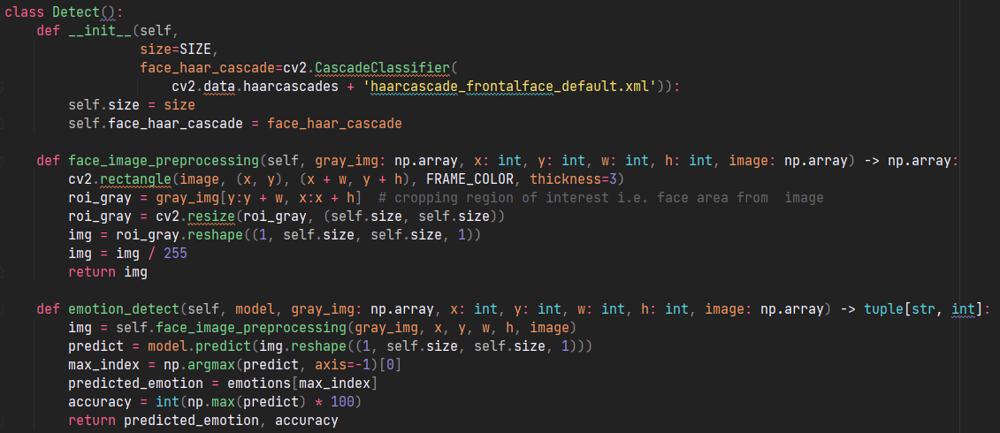 class Detect():
    def __init__(self,
                 size=SIZE,
                 face_haar_cascade=cv2.CascadeClassifier(
                     cv2.data.haarcascades + 'haarcascade_frontalface_default.xml')):
        self.size = size
        self.face_haar_cascade = face_haar_cascade

    def face_image_preprocessing(self, gray_img: np.array, x: int, y: int, w: int, h: int, image: np.array) -> np.array:
        cv2.rectangle(image, (x, y), (x + w, y + h), FRAME_COLOR, thickness=3)
        roi_gray = gray_img[y:y + w, x:x + h]  # cropping region of interest i.e. face area from  image
        roi_gray = cv2.resize(roi_gray, (self.size, self.size))
        img = roi_gray.reshape((1, self.size, self.size, 1))
        img = img / 255
        return img

    def emotion_detect(self, model, gray_img: np.array, x: int, y: int, w: int, h: int, image: np.array) -> tuple[str, int]:
        img = self.face_image_preprocessing(gray_img, x, y, w, h, image)
        predict = model.predict(img.reshape((1, self.size, self.size, 1)))
        max_index = np.argmax(predict, axis=-1)[0]
        predicted_emotion = emotions[max_index]
        accuracy = int(np.max(predict) * 100)
        return predicted_emotion, accuracy